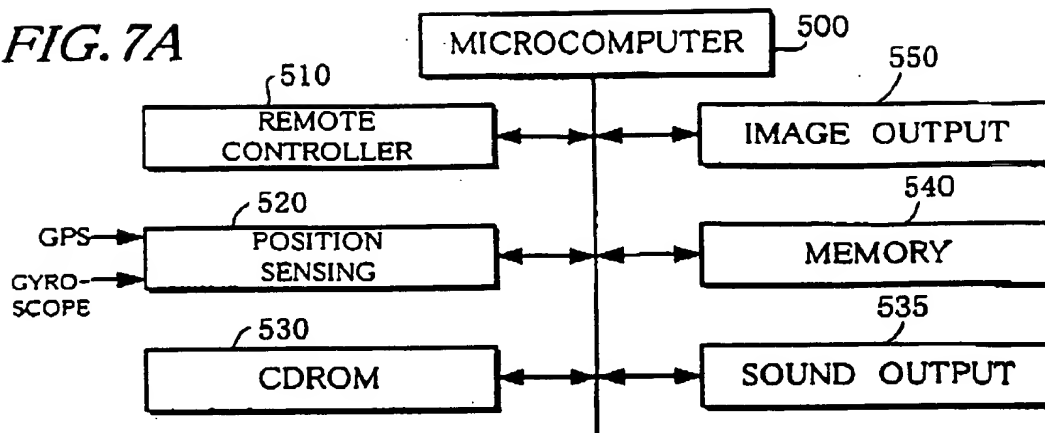 FIG. 7A
MICROCOMPUTER
500
510
REMOTE
CONTROLLER
550
IMAGE OUTPUT
520
GPS
GYRO-
SCOPE
POSITION
SENSING
540
MEMORY
530
CDROM
535
SOUND OUTPUT